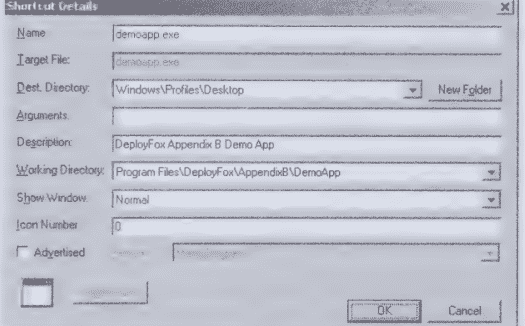 Shortcut Details
Name demoapp.exe
Target File: demoapp.exe
Dest. Directory: Windows\Profiles\Desktop New Folder
Arguments:
Description: DeployFox Appendix B Demo App
Working Directory: Program Files\DeployFox\AppendixB\DemoApp
Show Window: Normal
Icon Number 0
Advertised
OK Cancel